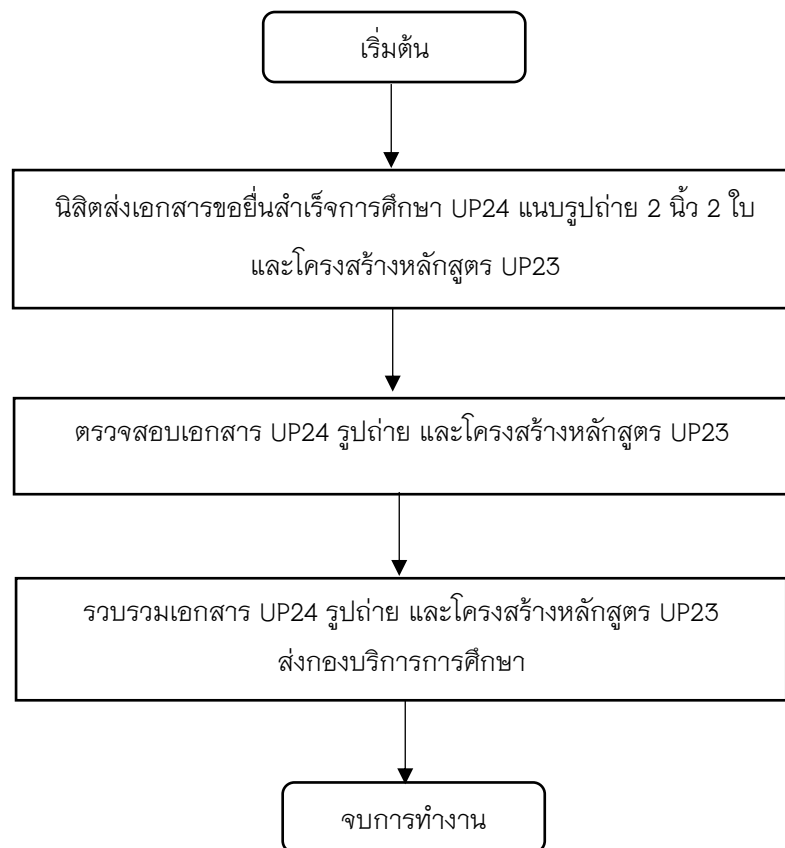 เริ่มต้น
นิสิตส่งเอกสารขอยื่นสำเร็จการศึกษา UP24 แนบรูปถ่าย 2 นิ้ว 2 ใบ
และโครงสร้างหลักสูตร UP23
ตรวจสอบเอกสาร UP24 รูปถ่าย และโครงสร้างหลักสูตร UP23
รวบรวมเอกสาร UP24 รูปถ่าย และโครงสร้างหลักสูตร UP23
ส่งกองบริการการศึกษา
จบการทำงาน